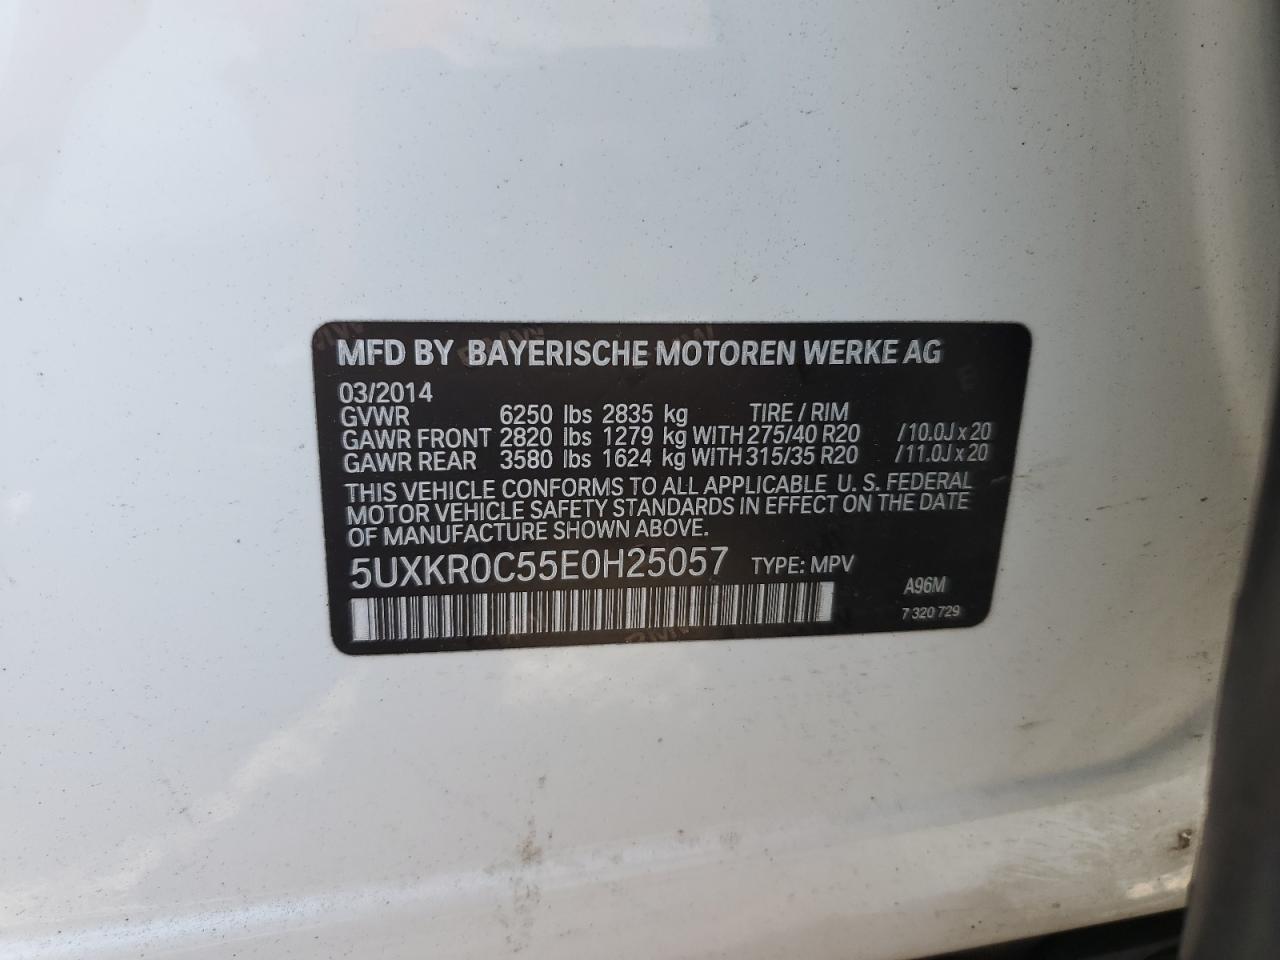 MFD BY BAYERISCHE MOTOREN WERKE AG
03/2014
GVWR 6250 lbs 2835 kg TIRE / RIM
GAWR FRONT 2820 lbs 1279 kg WITH 275/40 R20 /10.0J x 20
GAWR REAR 3580 lbs 1624 kg WITH 315/35 R20 /11.0J x 20
THIS VEHICLE CONFORMS TO ALL APPLICABLE U. S. FEDERAL
MOTOR VEHICLE SAFETY STANDARDS IN EFFECT ON THE DATE
OF MANUFACTURE SHOWN ABOVE.
5UXKR0C55E0H25057 TYPE: MPV
A96M
7 320 729